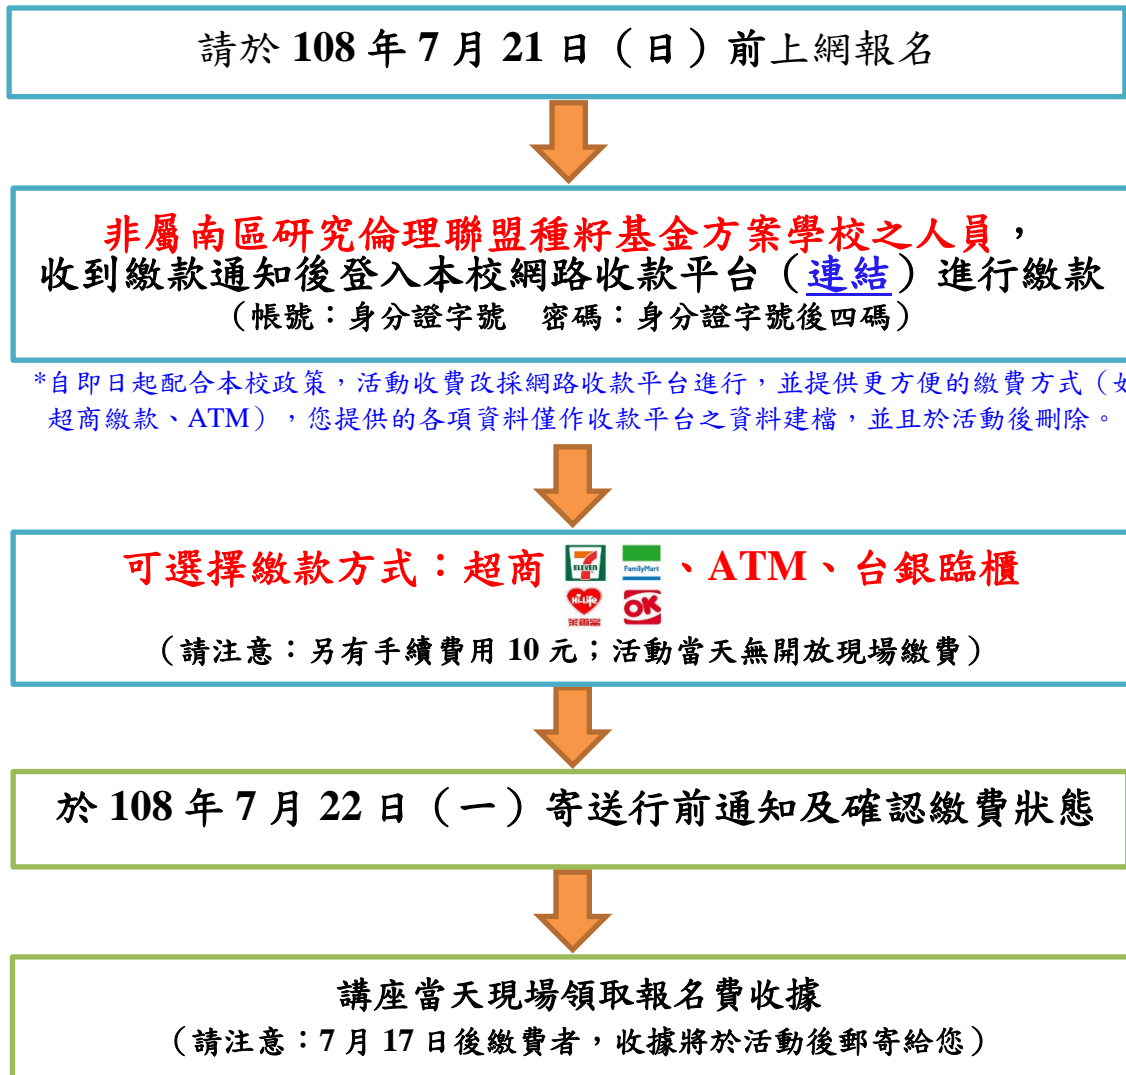 請於 108 年 7 月 21 日（日）前上網報名
非屬南區研究倫理聯盟種籽基金方案學校之人員，
收到繳款通知後登入本校網路收款平台（連結）進行繳款
（帳號：身分證字號　密碼：身分證字號後四碼）
*自即日起配合本校政策，活動收費改採網路收款平台進行，並提供更方便的繳費方式（如
超商繳款、ATM），您提供的各項資料僅作收款平台之資料建檔，並且於活動後刪除。
可選擇繳款方式：超商 7 ELEVEN FamilyMart、ATM、台銀臨櫃
Hi-Life 萊爾富 OK
（請注意：另有手續費用 10 元；活動當天無開放現場繳費）
於 108 年 7 月 22 日（一）寄送行前通知及確認繳費狀態
講座當天現場領取報名費收據
（請注意：7 月 17 日後繳費者，收據將於活動後郵寄給您）